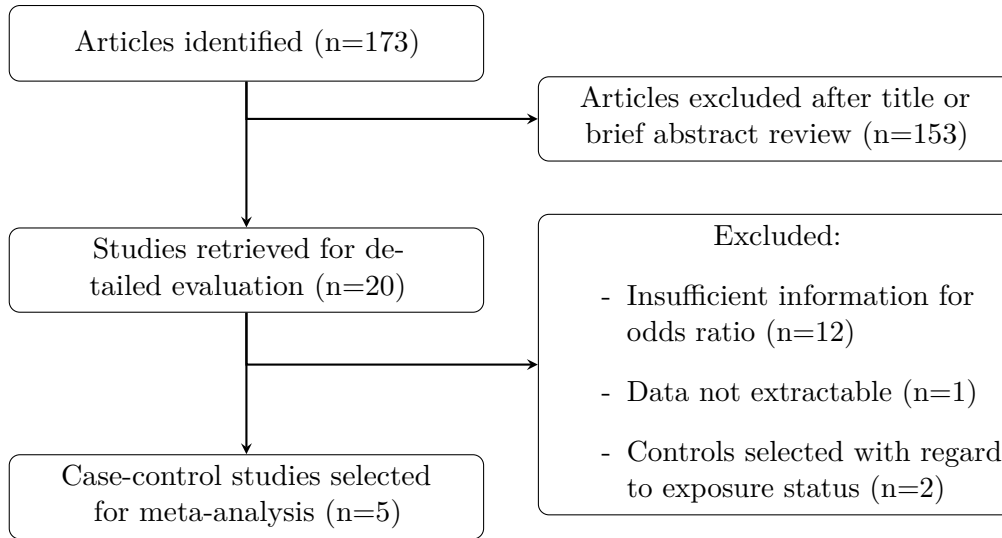 Articles identified (n=173)
Articles excluded after title or
brief abstract review (n=153)
Studies retrieved for de-
tailed evaluation (n=20)
Excluded:
- Insufficient information for
odds ratio (n=12)
- Data not extractable (n=1)
- Controls selected with regard
to exposure status (n=2)
Case-control studies selected
for meta-analysis (n=5)